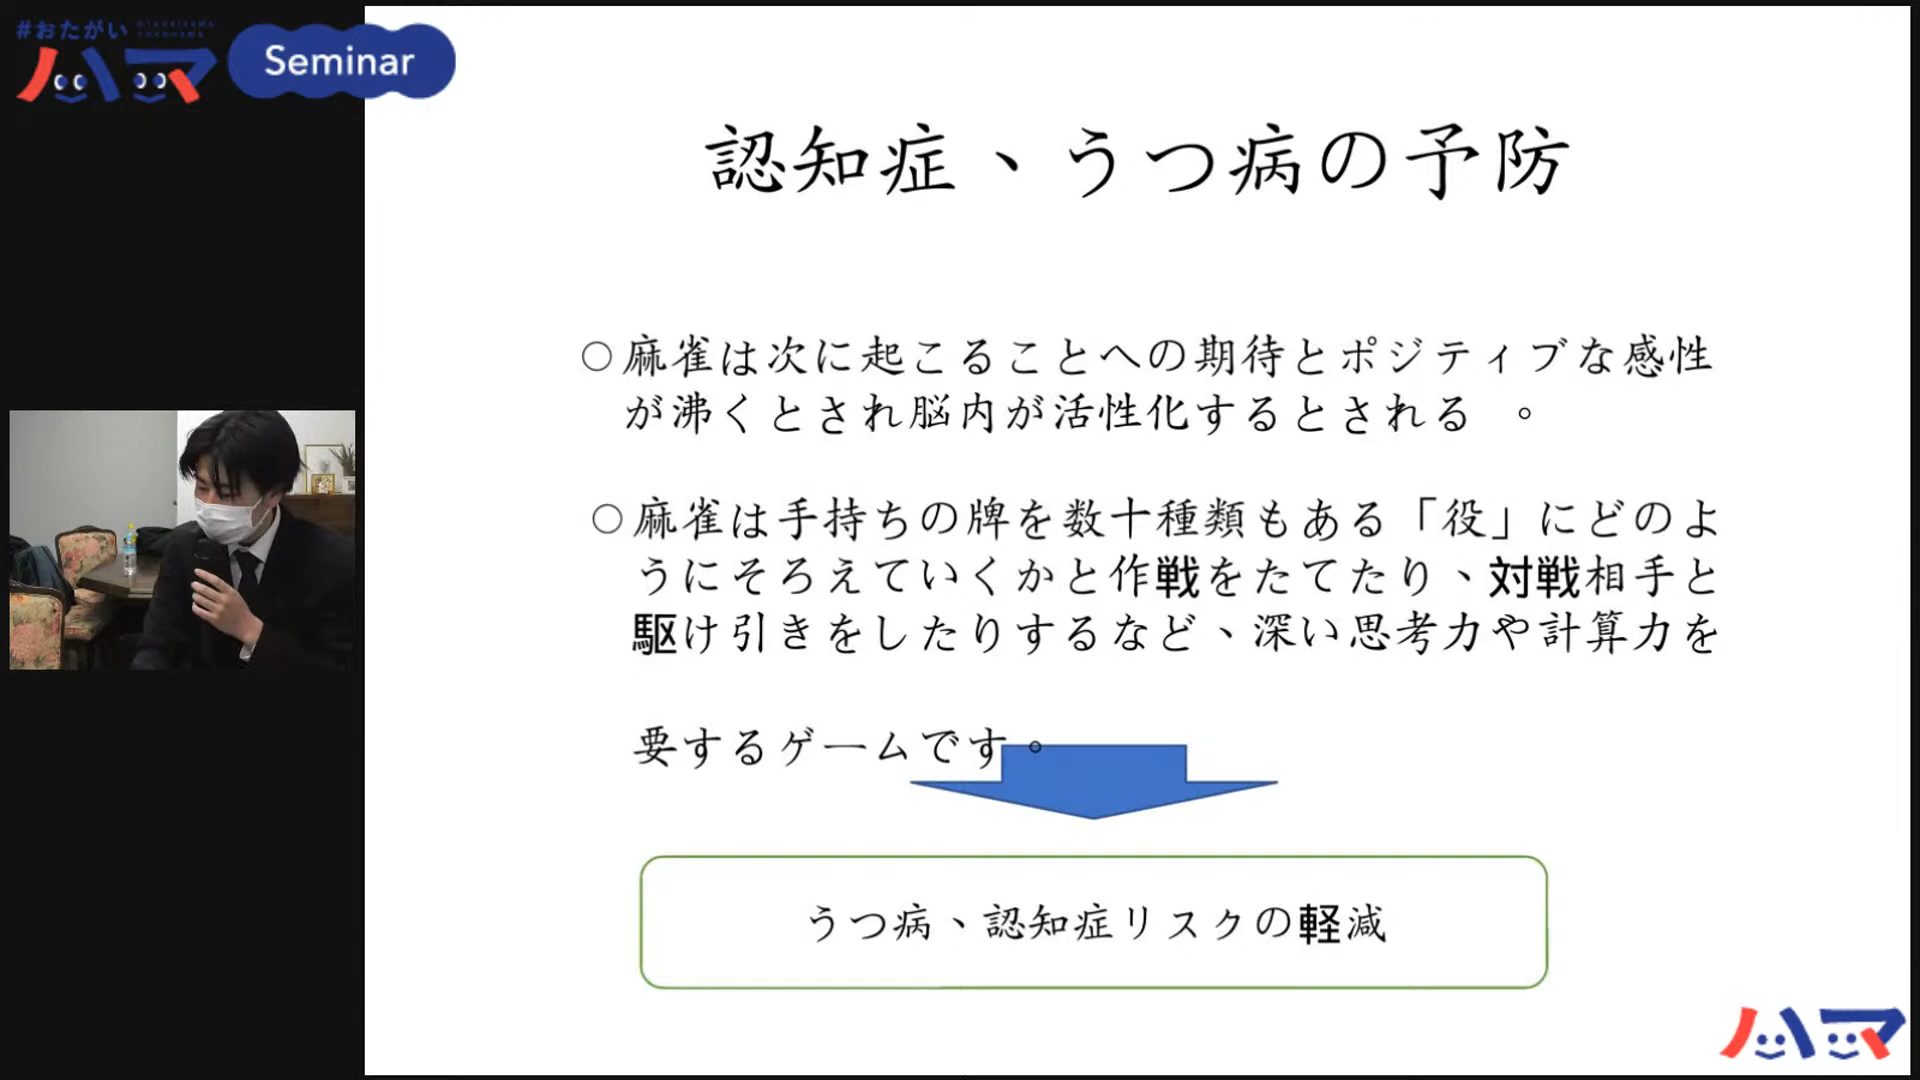 #おたがい
ハマ
Seminar
認知症、うつ病の予防
○麻雀は次に起こることへの期待とポジティブな感性
が沸くとされ脳内が活性化するとされる 。
○麻雀は手持ちの牌を数十種類もある「役」にどのよ
うにそろえていくかと作戦をたてたり、対戦相手と
駆け引きをしたりするなど、深い思考力や計算力を
要するゲームです。
うつ病、認知症リスクの軽減
ハマ